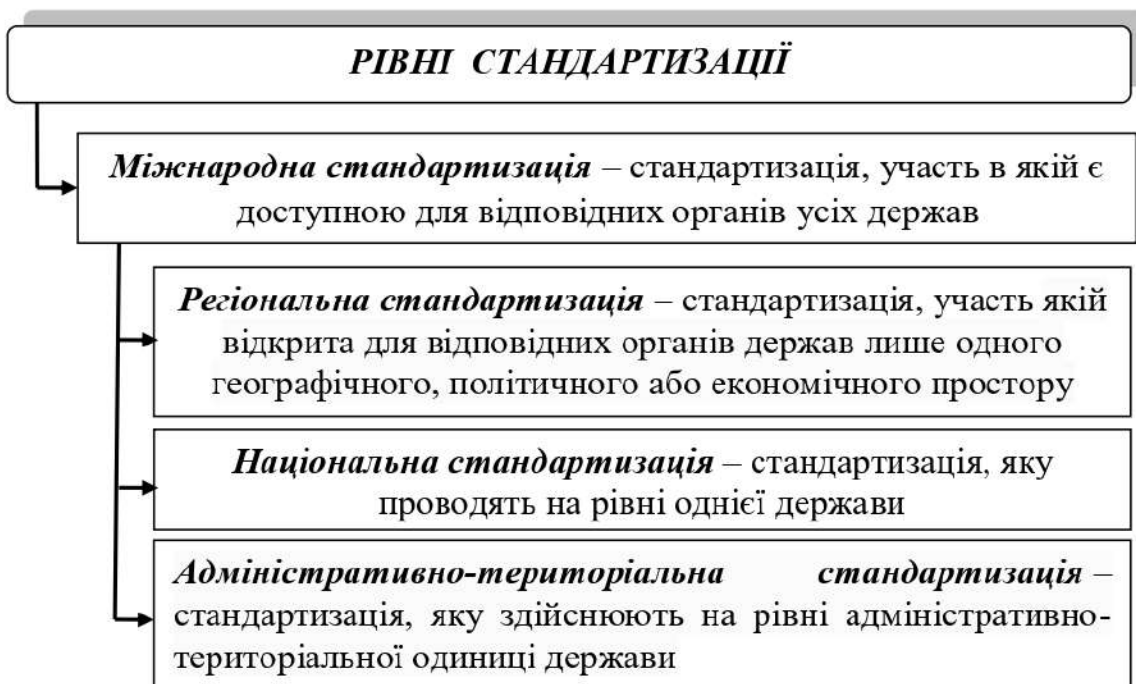 РІВНІ СТАНДАРТИЗАЦІЇ
Міжнародна стандартизація – стандартизація, участь в якій є
доступною для відповідних органів усіх держав
Регіональна стандартизація – стандартизація, участь якій
відкрита для відповідних органів держав лише одного
географічного, політичного або економічного простору
Національна стандартизація – стандартизація, яку
проводять на рівні однієї держави
Адміністративно-територіальна стандартизація –
стандартизація, яку здійснюють на рівні адміністративно-
територіальної одиниці держави